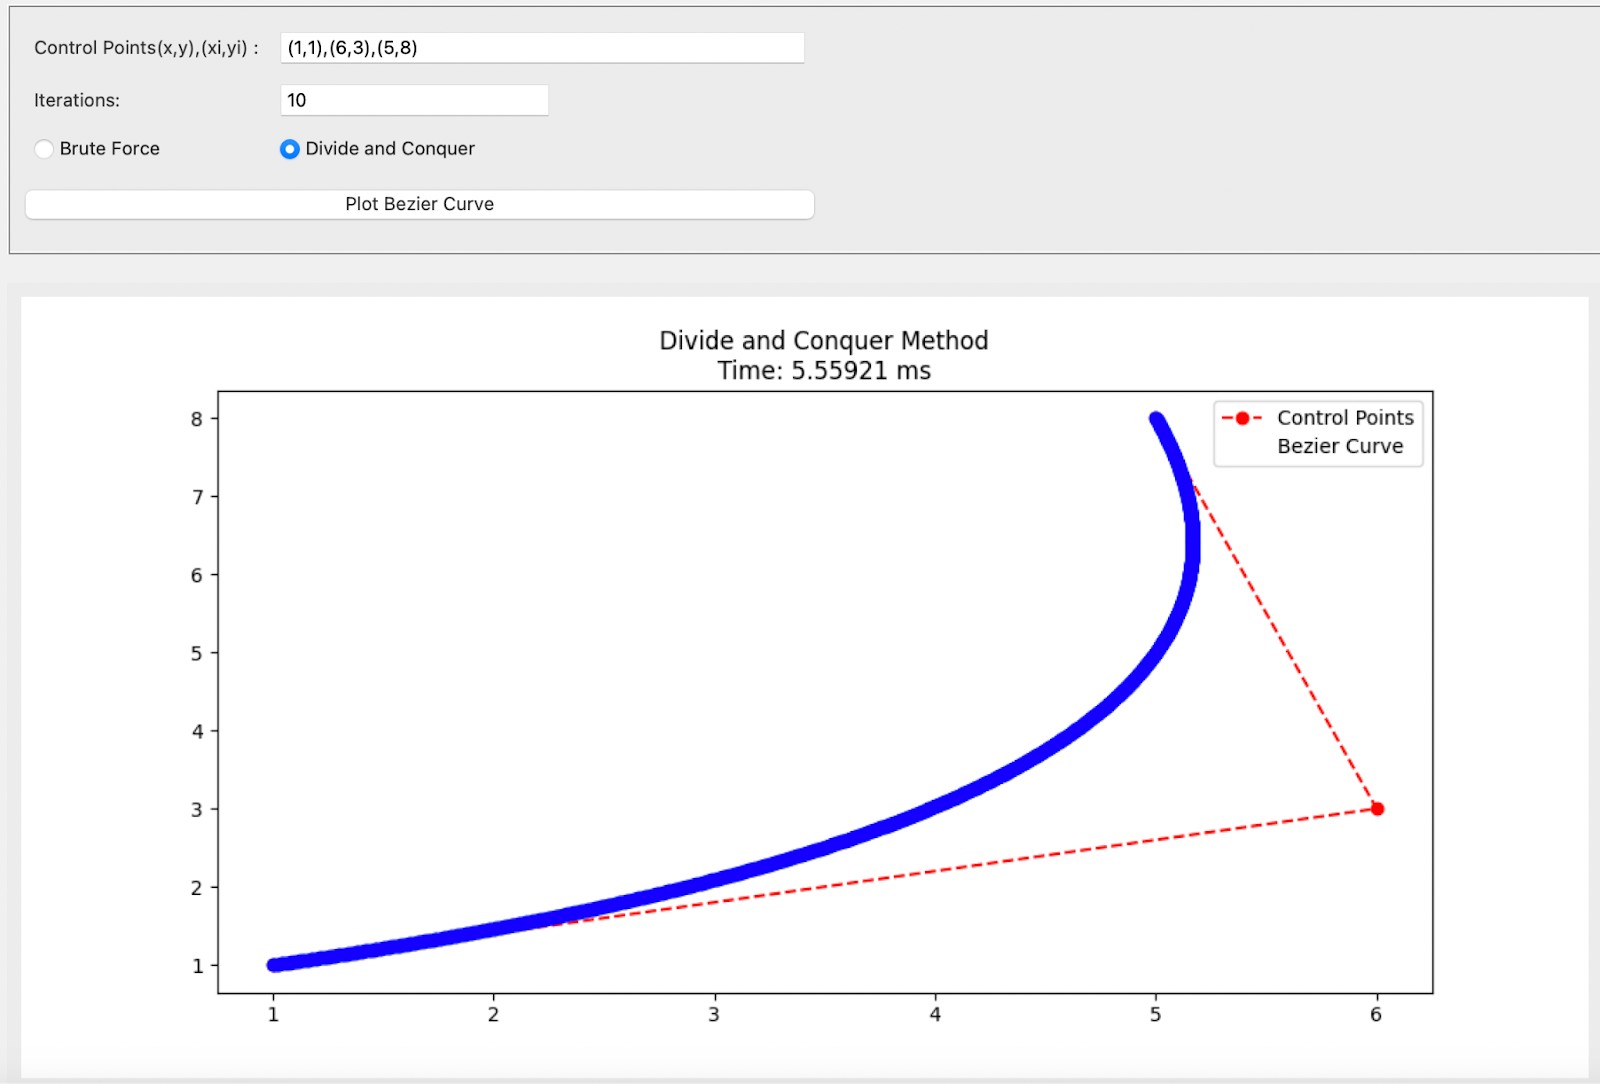 Control Points(x,y),(xi,yi) : (1,1),(6,3),(5,8)
Iterations: 10
Brute Force Divide and Conquer
Plot Bezier Curve
Divide and Conquer Method
Time: 5.55921 ms
Control Points
Bezier Curve
8
7
6
5
4
3
2
1
1 2 3 4 5 6